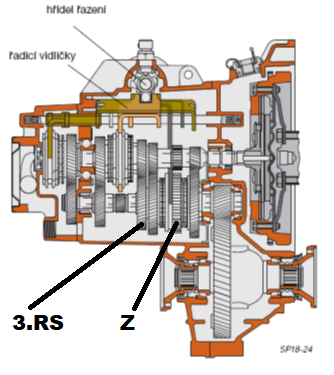 hřídel řazení
řadicí vidličky
3.RS
Z
SP18-24